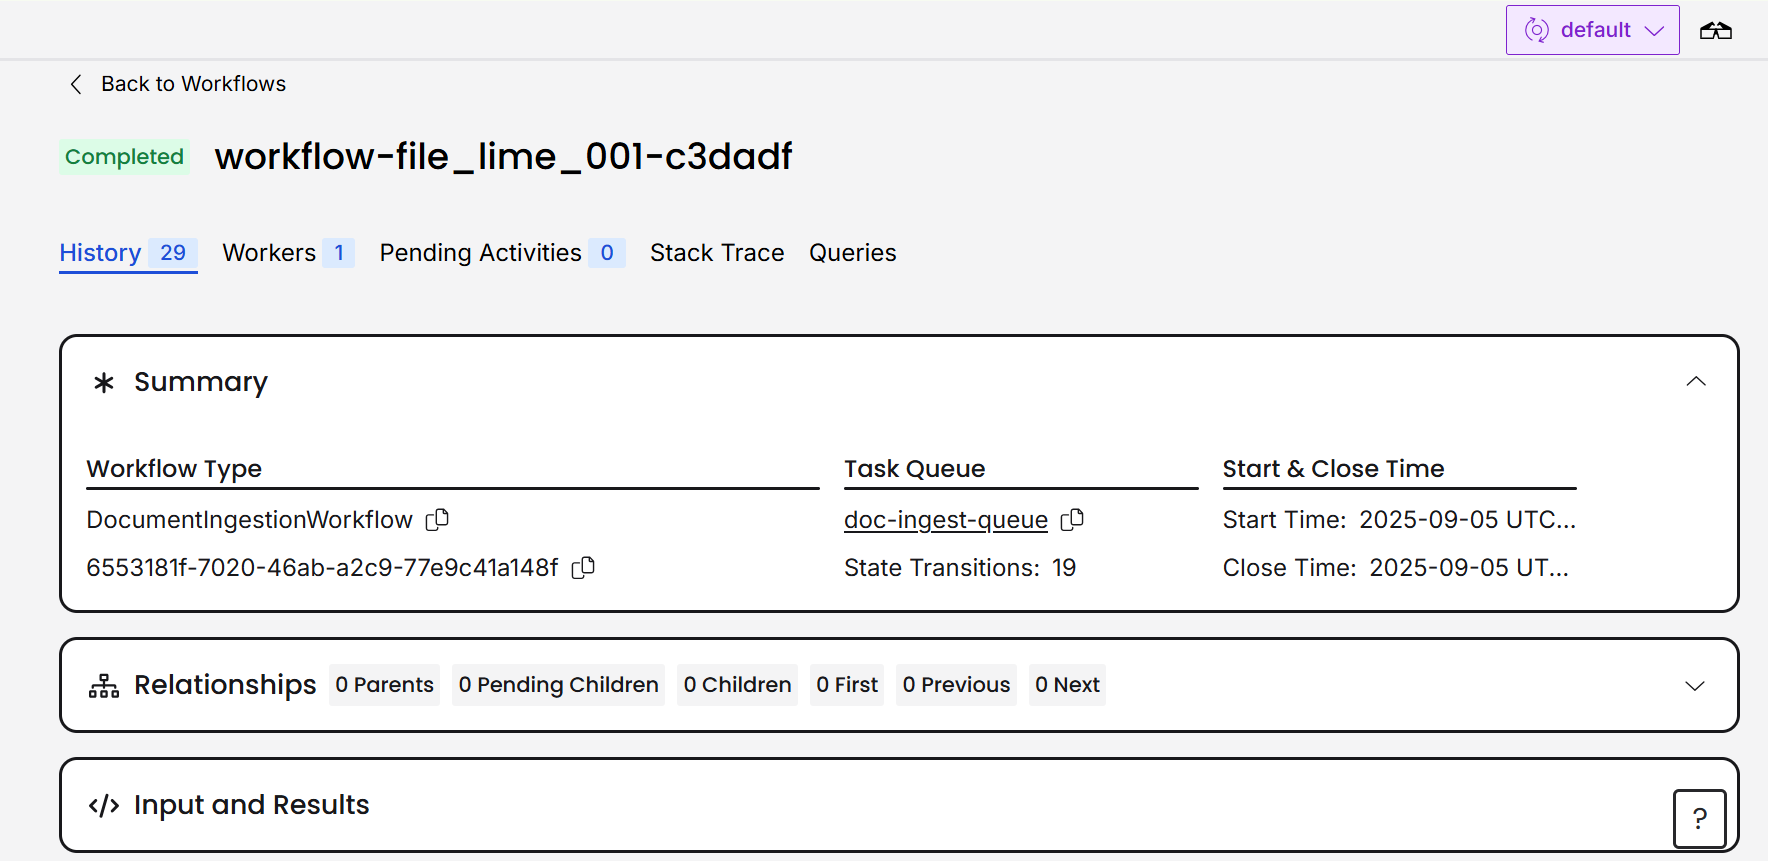 default
Back to Workflows
Completed workflow-file_lime_001-c3dadf
History 29 Workers 1 Pending Activities 0 Stack Trace Queries
Summary
Workflow Type Task Queue Start & Close Time
DocumentIngestionWorkflow doc-ingest-queue Start Time: 2025-09-05 UTC...
6553181f-7020-46ab-a2c9-77e9c41a148f State Transitions: 19 Close Time: 2025-09-05 UT...
Relationships 0 Parents 0 Pending Children 0 Children 0 First 0 Previous 0 Next
</> Input and Results
?